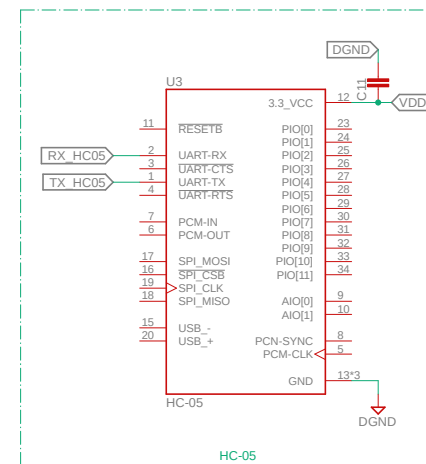 DGND
U3
C11
3.3_VCC 12 VDD
11 RESETB PIO[0] 23
PIO[1] 24
RX_HC05 2 UART-RX PIO[2] 25
3 UART-CTS PIO[3] 26
TX_HC05 1 UART-TX PIO[4] 27
4 UART-RTS PIO[5] 28
PIO[6] 29
7 PCM-IN PIO[7] 30
6 PCM-OUT PIO[8] 31
PIO[9] 32
17 SPI_MOSI PIO[10] 33
16 SPI_CSB PIO[11] 34
19 SPI_CLK
18 SPI_MISO AIO[0] 9
AIO[1] 10
15 USB_-
20 USB_+ PCN-SYNC 8
PCM-CLK 5
GND 13*3
HC-05
DGND
HC-05